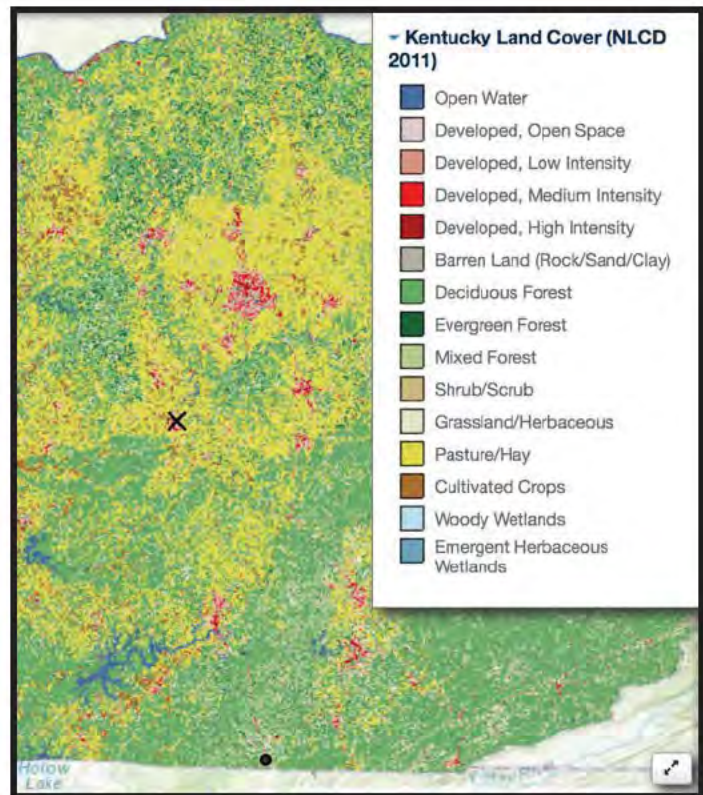 Kentucky Land Cover (NLCD
2011)
Open Water
Developed, Open Space
Developed, Low Intensity
Developed, Medium Intensity
Developed, High Intensity
Barren Land (Rock/Sand/Clay)
Deciduous Forest
Evergreen Forest
Mixed Forest
Shrub/Scrub
Grassland/Herbaceous
Pasture/Hay
Cultivated Crops
Woody Wetlands
Emergent Herbaceous
Wetlands
Hollow
Lake